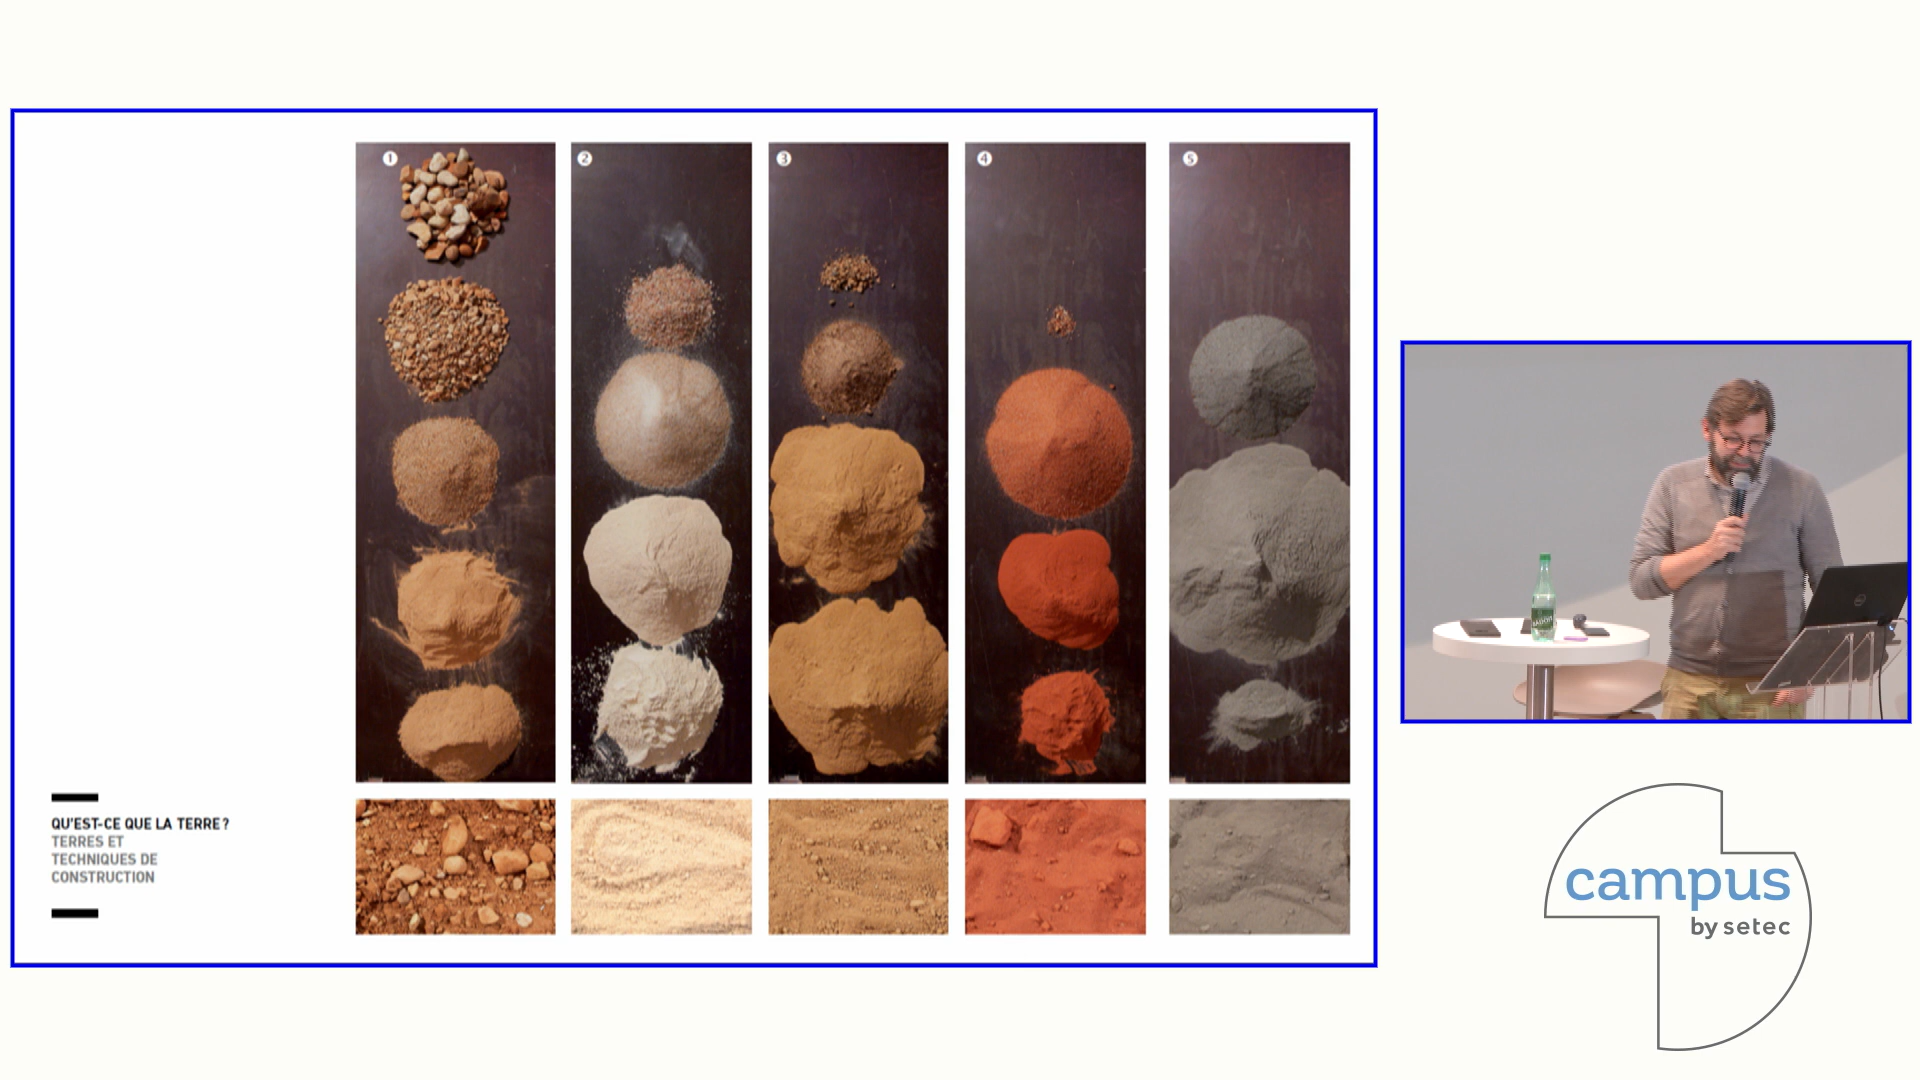 1
2
3
4
5
QU'EST-CE QUE LA TERRE ?
TERRES ET
TECHNIQUES DE
CONSTRUCTION
BADOIT
campus
by setec